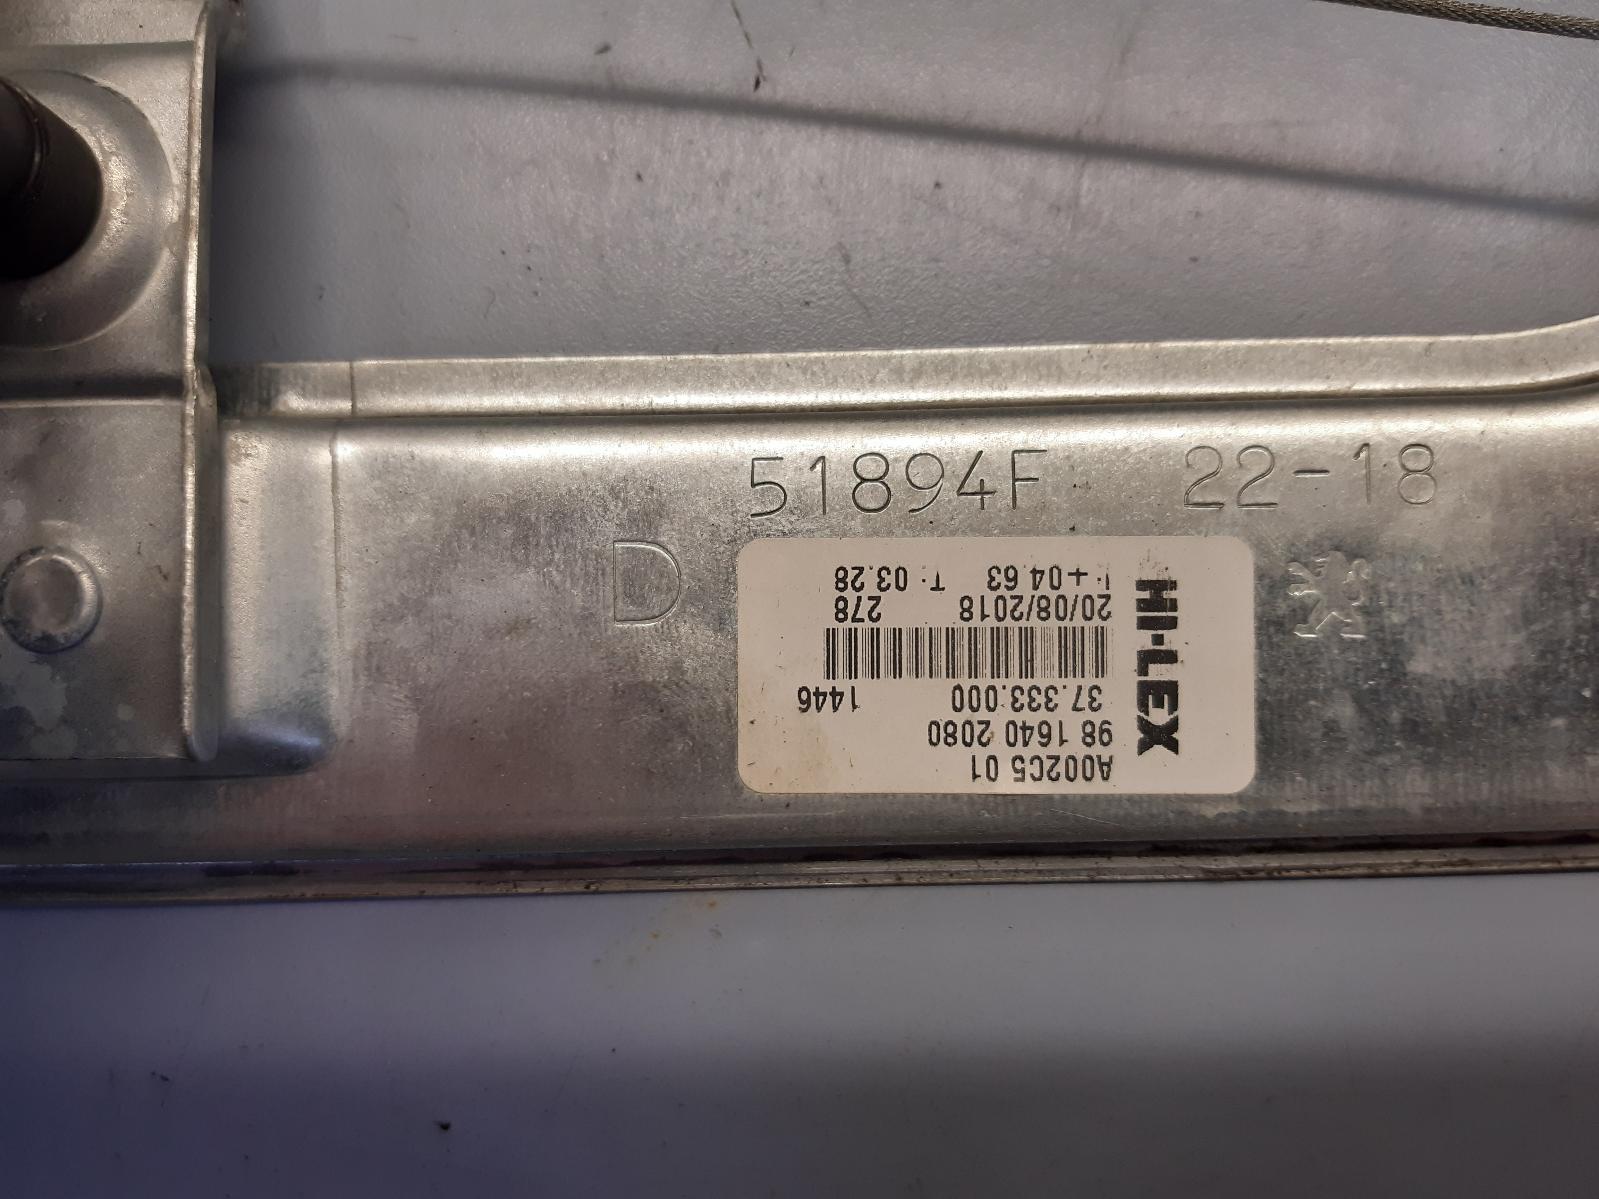 51894F 22-18
D
HI-LEX
A002C5 01
98 1640 2080
37.333.000 1446
20/08/2018 278
I:+04.63 T: 03.28